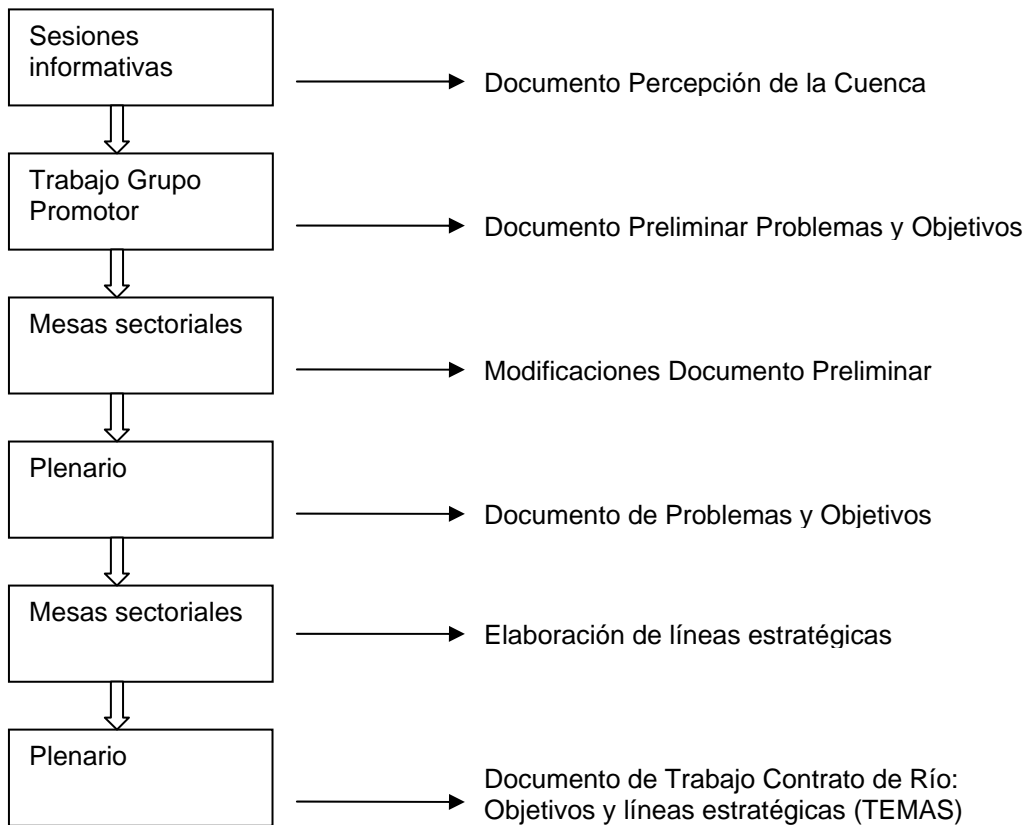 Sesiones
informativas
Documento Percepción de la Cuenca
Trabajo Grupo
Promotor
Documento Preliminar Problemas y Objetivos
Mesas sectoriales
Modificaciones Documento Preliminar
Plenario
Documento de Problemas y Objetivos
Mesas sectoriales
Elaboración de líneas estratégicas
Plenario
Documento de Trabajo Contrato de Río:
Objetivos y líneas estratégicas (TEMAS)